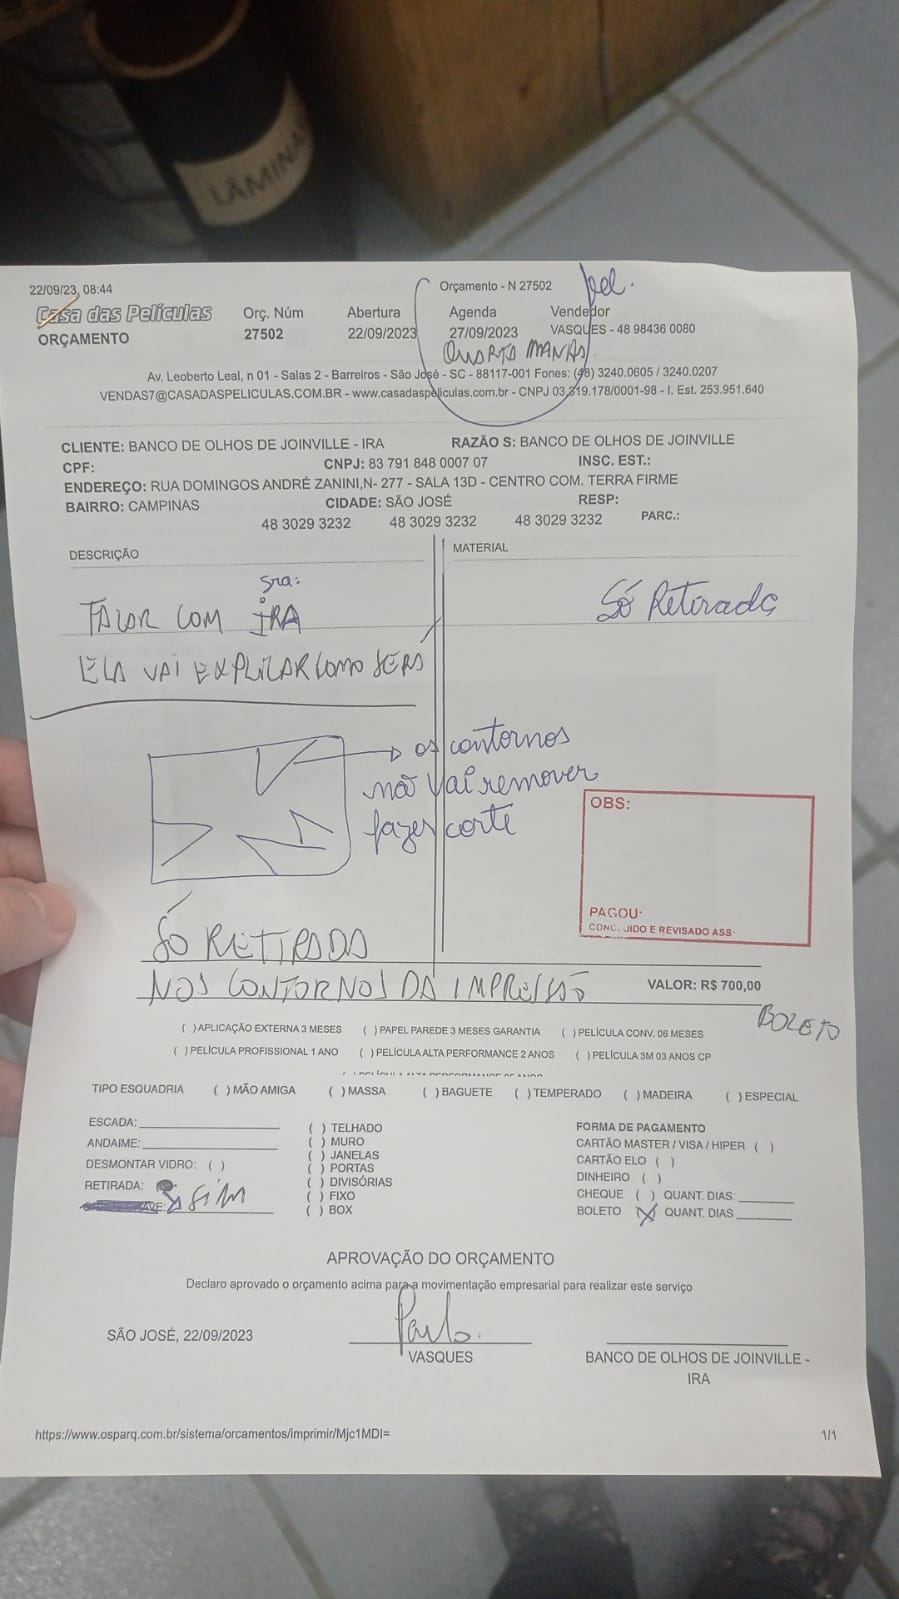 LÂMINA
22/09/23, 08:44
Orçamento - N 27502
Casa das Películas
ORÇAMENTO
Orç. Núm
27502
Abertura
22/09/2023
Agenda
27/09/2023
Vendedor
VASQUES - 48 98436 0080
QUARTA MANHÃ
Av. Leoberto Leal, n 01 - Salas 2 - Barreiros - São José - SC - 88117-001 Fones: (48) 3240.0605 / 3240.0207
VENDAS7@CASADASPELICULAS.COM.BR - www.casadaspeliculas.com.br - CNPJ 03.319.178/0001-98 - I. Est. 253.951.640
CLIENTE: BANCO DE OLHOS DE JOINVILLE - IRA RAZÃO S: BANCO DE OLHOS DE JOINVILLE
CPF: CNPJ: 83 791 848 0007 07 INSC. EST.:
ENDEREÇO: RUA DOMINGOS ANDRÉ ZANINI,N- 277 - SALA 13D - CENTRO COM. TERRA FIRME
BAIRRO: CAMPINAS CIDADE: SÃO JOSÉ RESP:
48 3029 3232 48 3029 3232 48 3029 3232 PARC.:
DESCRIÇÃO
MATERIAL
Sra:
FALAR COM IRA
Só Retirada
ELA VAI EXPLICAR COMO SERÁ
os contornos
não vai remover
fazer corte
OBS:
PAGOU:
CONC. UIDO E REVISADO ASS:
SÓ RETIRADA
NOS CONTORNOS DA IMPRESSÃO
VALOR: R$ 700,00
BOLETO
( )APLICAÇÃO EXTERNA 3 MESES ( )PAPEL PAREDE 3 MESES GARANTIA ( )PELÍCULA CONV. 06 MESES
( )PELÍCULA PROFISSIONAL 1 ANO ( )PELÍCULA ALTA PERFORMANCE 2 ANOS ( )PELÍCULA 3M 03 ANOS CP
TIPO ESQUADRIA ( )MÃO AMIGA ( )MASSA ( )BAGUETE ( )TEMPERADO ( )MADEIRA ( )ESPECIAL
ESCADA:
ANDAIME:
DESMONTAR VIDRO: ( )
RETIRADA: Sim
( ) TELHADO
( ) MURO
( ) JANELAS
( ) PORTAS
( ) DIVISÓRIAS
( ) FIXO
( ) BOX
FORMA DE PAGAMENTO
CARTÃO MASTER / VISA / HIPER ( )
CARTÃO ELO ( )
DINHEIRO ( )
CHEQUE ( ) QUANT. DIAS:
BOLETO (X) QUANT. DIAS
APROVAÇÃO DO ORÇAMENTO
Declaro aprovado o orçamento acima para a movimentação empresarial para realizar este serviço
SÃO JOSÉ, 22/09/2023
Paulo.
VASQUES
BANCO DE OLHOS DE JOINVILLE -
IRA
https://www.osparq.com.br/sistema/orcamentos/imprimir/Mjc1MDI=
1/1